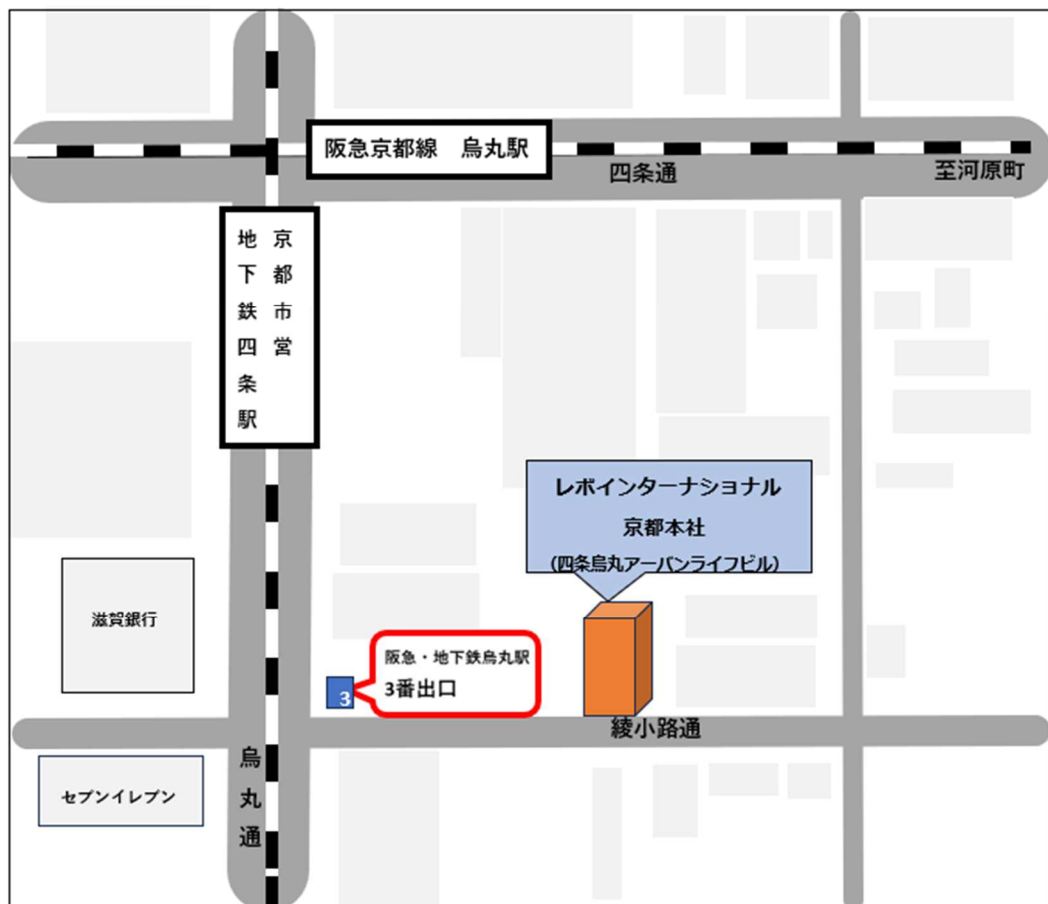 阪急京都線　烏丸駅
四条通
至河原町
京都市営
地下鉄四条駅
レボインターナショナル
京都本社
（四条烏丸アーバンライフビル）
滋賀銀行
阪急・地下鉄烏丸駅
3番出口
3
綾小路通
烏丸通
セブンイレブン